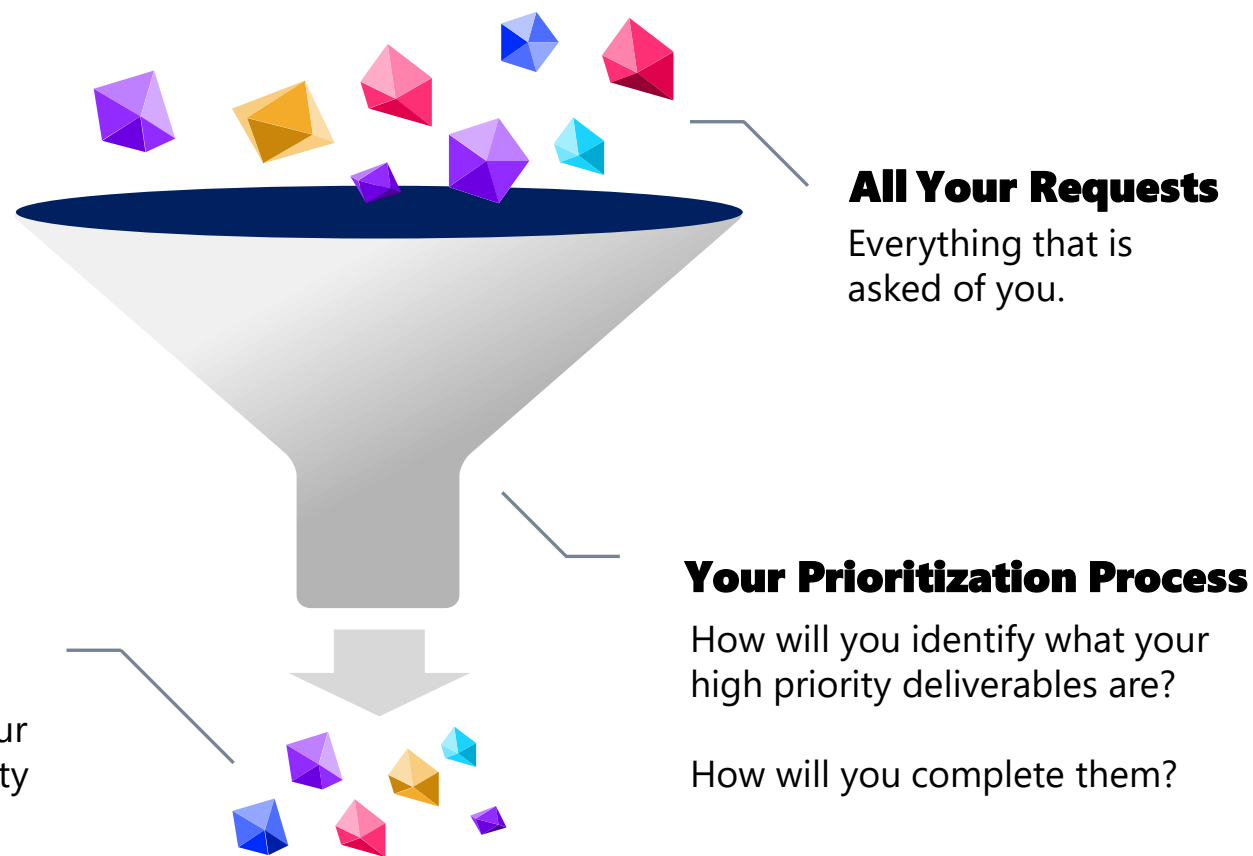 All Your Requests
Everything that is
asked of you.
Your Prioritization Process
How will you identify what your
high priority deliverables are?
How will you complete them?